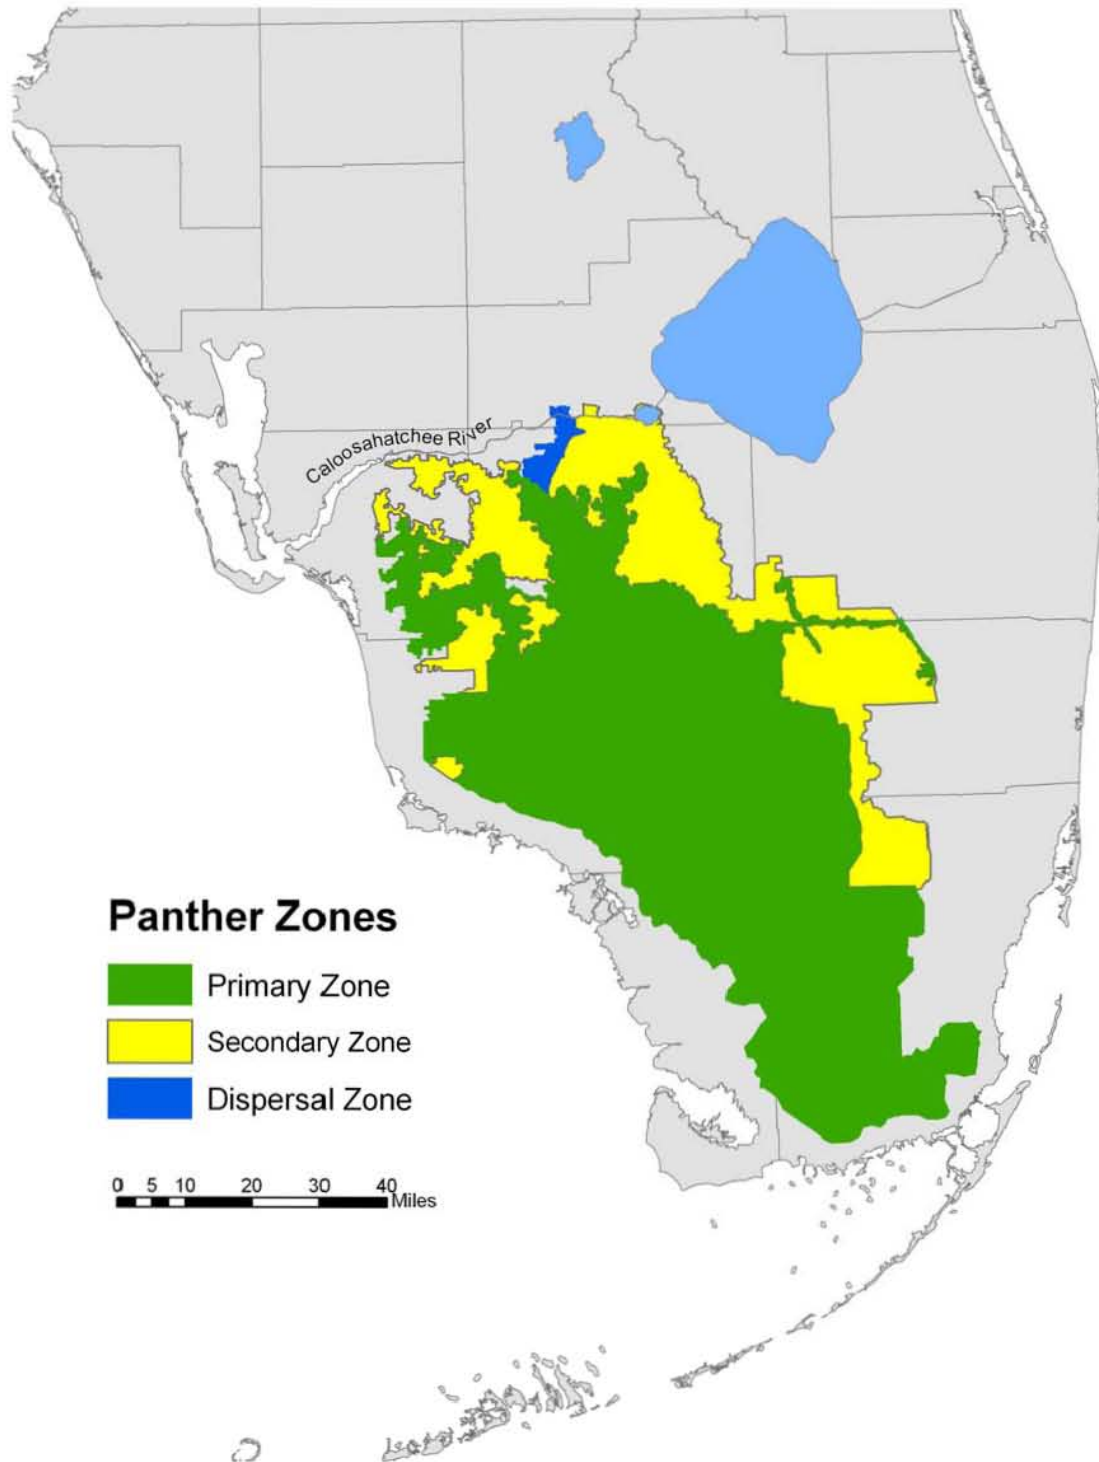 Caloosahatchee River
Panther Zones
Primary Zone
Secondary Zone
Dispersal Zone
0 5 10 20 30 40
Miles